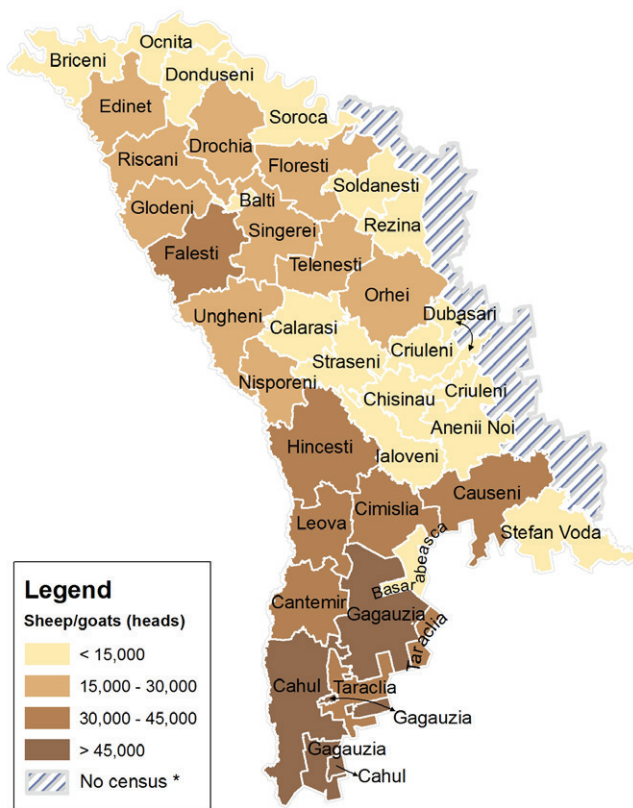 Ocnita
Briceni
Donduseni
Edinet
Soroca
Drochia
Riscani
Floresti
Soldanesti
Glodeni
Balti
Rezina
Singerei
Falesti
Telenesti
Orhei
Ungheni
Dubasari
Calarasi
Criuleni
Straseni
Nisporeni
Chisinau
Criuleni
Anenii Noi
Hincesti
Ialoveni
Causeni
Cimislia
Leova
Stefan Voda
Basarabeasca
Cantemir
Gagauzia
Taraclia
Cahul
Taraclia
Gagauzia
Gagauzia
Cahul
Legend
Sheep/goats (heads)
< 15,000
15,000 - 30,000
30,000 - 45,000
> 45,000
No census *